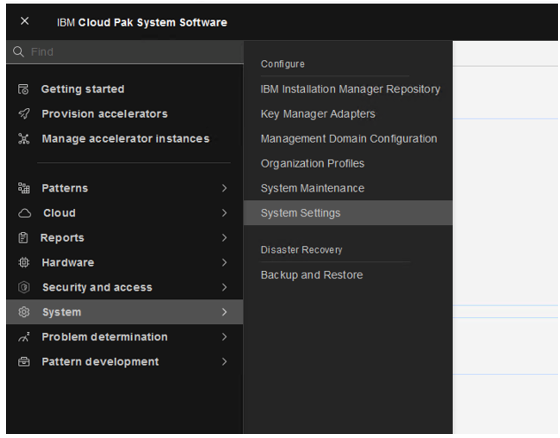 IBM Cloud Pak System Software
Find
Getting started
Provision accelerators
Manage accelerator instances
Patterns
Cloud
Reports
Hardware
Security and access
System
Problem determination
Pattern development
Configure
IBM Installation Manager Repository
Key Manager Adapters
Management Domain Configuration
Organization Profiles
System Maintenance
System Settings
Disaster Recovery
Backup and Restore